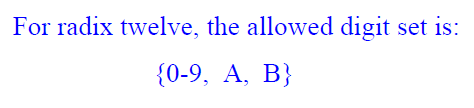 For radix twelve, the allowed digit set is:
{0-9, A, B}